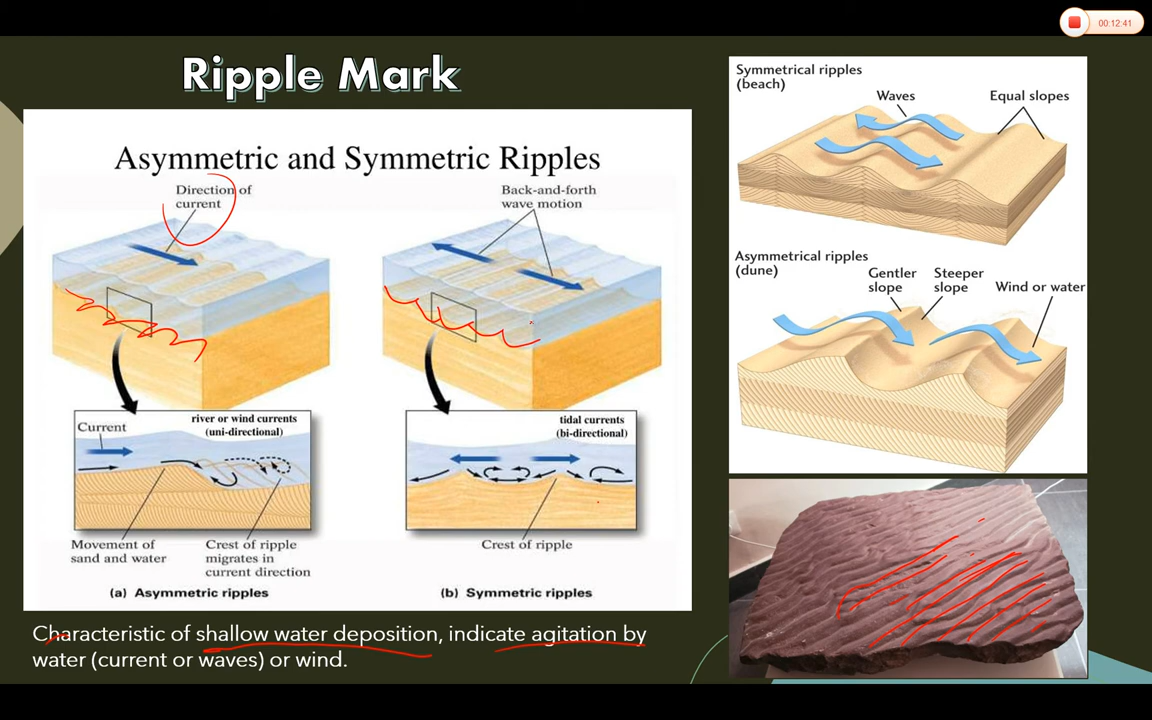 00:12:41
Ripple Mark
Asymmetric and Symmetric Ripples
Direction of
current
Back-and-forth
wave motion
river or wind currents
(uni-directional)
Current
tidal currents
(bi-directional)
Movement of
sand and water
Crest of ripple
migrates in
current direction
Crest of ripple
(a) Asymmetric ripples
(b) Symmetric ripples
Characteristic of shallow water deposition, indicate agitation by
water (current or waves) or wind.
Symmetrical ripples
(beach)
Waves
Equal slopes
Asymmetrical ripples
(dune)
Gentler
slope
Steeper
slope
Wind or water